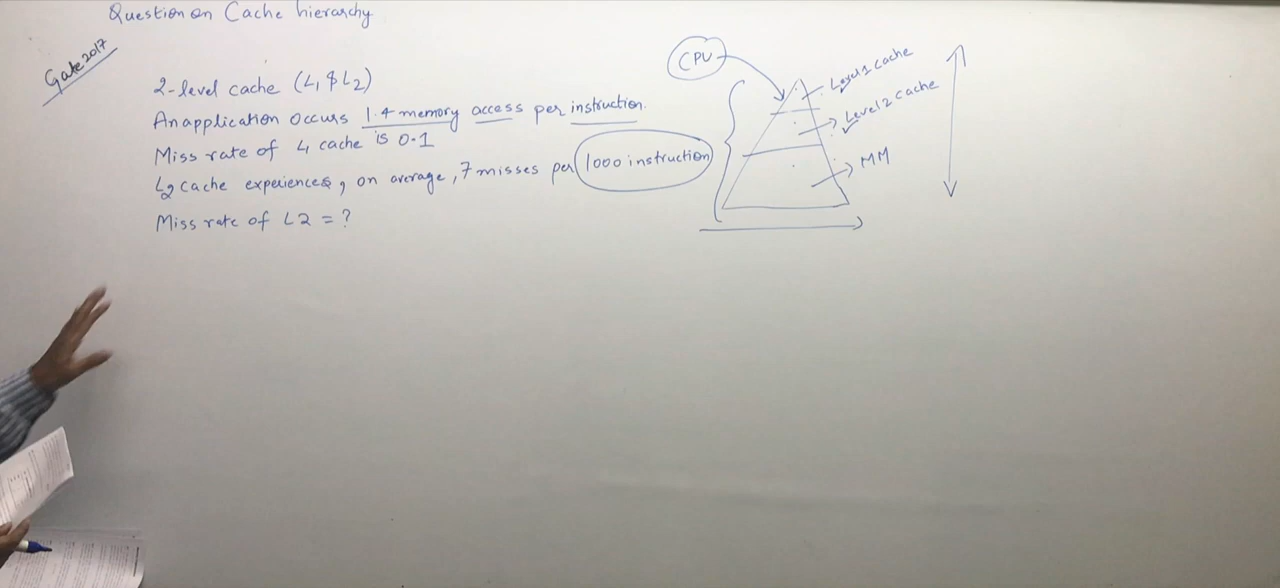 Question on Cache hierarchy
Gate 2017
2-level cache (L1 & L2)
An application occurs 1.4 memory access per instruction.
Miss rate of L1 cache is 0.1
L2 cache experiences, on average, 7 misses per 1000 instruction
Miss rate of L2 = ?
CPU
Level 1 cache
Level 2 cache
MM